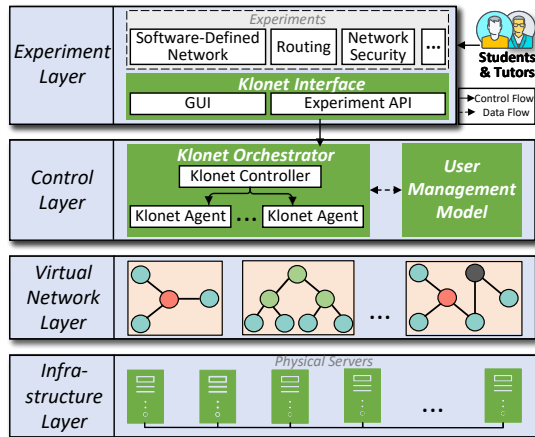 Experiments
Experiment
Layer
Software-Defined
Network
Routing
Network
Security
...
Klonet Interface
GUI
Experiment API
Students
& Tutors
Control Flow
Data Flow
Control
Layer
Klonet Orchestrator
Klonet Controller
Klonet Agent
...
Klonet Agent
User
Management
Model
Virtual
Network
Layer
...
Infra-
structure
Layer
Physical Servers
...